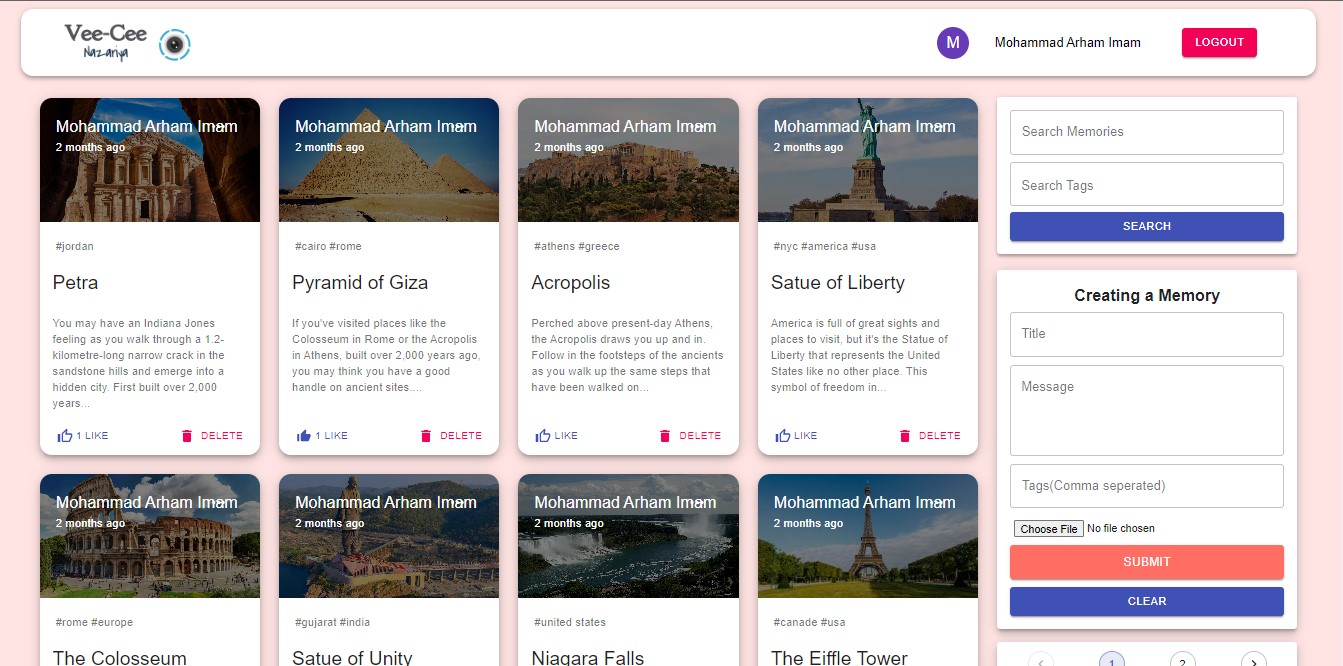 Vee-Cee
Nazariya
M
Mohammad Arham Imam
LOGOUT
Mohammad Arham Imam
2 months ago
#jordan
Petra
You may have an Indiana Jones
feeling as you walk through a 1.2-
kilometre-long narrow crack in the
sandstone hills and emerge into a
hidden city. First built over 2,000
years...
1 LIKE
DELETE
Mohammad Arham Imam
2 months ago
#cairo #rome
Pyramid of Giza
If you've visited places like the
Colosseum in Rome or the Acropolis
in Athens, built over 2,000 years ago,
you may think you have a good
handle on ancient sites....
1 LIKE
DELETE
Mohammad Arham Imam
2 months ago
#athens #greece
Acropolis
Perched above present-day Athens,
the Acropolis draws you up and in.
Follow in the footsteps of the ancients
as you walk up the same steps that
have been walked on...
LIKE
DELETE
Mohammad Arham Imam
2 months ago
#nyc #america #usa
Satue of Liberty
America is full of great sights and
places to visit, but it's the Statue of
Liberty that represents the United
States like no other place. This
symbol of freedom in...
LIKE
DELETE
Mohammad Arham Imam
2 months ago
#rome #europe
The Colosseum
Mohammad Arham Imam
2 months ago
#gujarat #india
Satue of Unity
Mohammad Arham Imam
2 months ago
#united states
Niagara Falls
Mohammad Arham Imam
2 months ago
#canade #usa
The Eiffle Tower
Search Memories
Search Tags
SEARCH
Creating a Memory
Title
Message
Tags(Comma seperated)
Choose File No file chosen
SUBMIT
CLEAR
‹ 1 2 ›